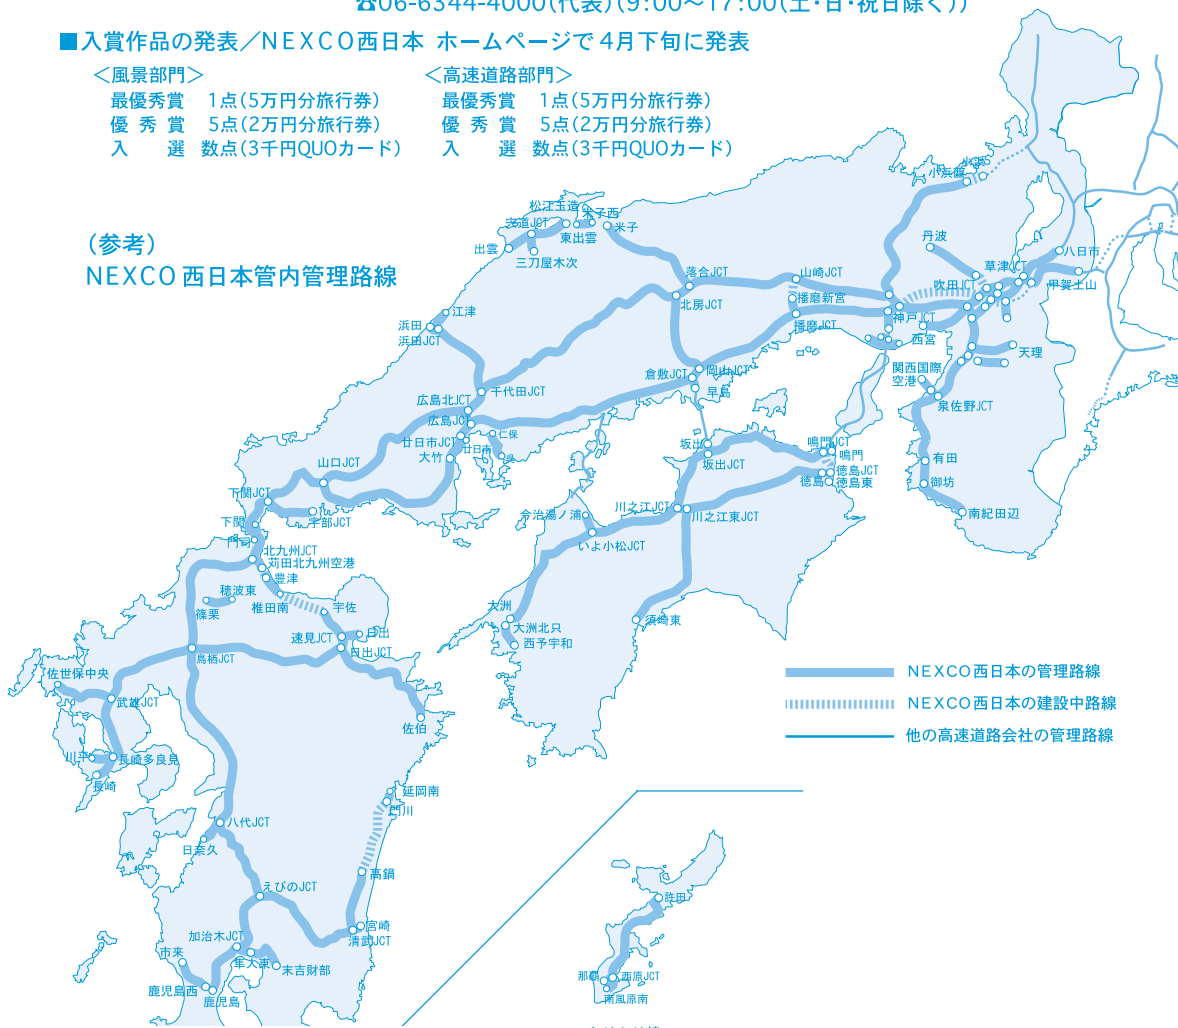 ☎06-6344-4000(代表)(9:00〜17:00(土・日・祝日除く))
■入賞作品の発表／NEXCO西日本 ホームページで4月下旬に発表
＜風景部門＞
最優秀賞 1点(5万円分旅行券)
優秀賞 5点(2万円分旅行券)
入選 数点(3千円QUOカード)
＜高速道路部門＞
最優秀賞 1点(5万円分旅行券)
優秀賞 5点(2万円分旅行券)
入選 数点(3千円QUOカード)
(参考)
NEXCO西日本管内管理路線
小浜
小浜西
松江玉造
米子西
宍道JCT
米子
東出雲
出雲
三刀屋木次
丹波
八日市
草津JCT
甲賀土山
吹田JCT
落合JCT
山崎JCT
北房JCT
播磨新宮
播磨JCT
神戸JCT
西宮
天理
江津
浜田
浜田JCT
関西国際
空港
泉佐野JCT
倉敷JCT
岡山JCT
早島
千代田JCT
広島北JCT
広島JCT
廿日市JCT
廿日市
仁保
呉
大竹
坂出
坂出JCT
鳴門JCT
鳴門
徳島JCT
徳島
徳島東
有田
御坊
南紀田辺
山口JCT
下関JCT
宇部JCT
下関
門司
今治湯ノ浦
川之江JCT
川之江東JCT
いよ小松JCT
北九州JCT
苅田北九州空港
豊津
穂波東
篠栗
椎田南
宇佐
大洲
大洲北只
西予宇和
須崎東
速見JCT
日出
日出JCT
鳥栖JCT
佐世保中央
武雄JCT
佐伯
川平
長崎多良見
長崎
NEXCO西日本の管理路線
NEXCO西日本の建設中路線
他の高速道路会社の管理路線
延岡南
門川
八代JCT
日奈久
高鍋
えびのJCT
宮崎
清武JCT
加治木JCT
市来
隼人東
末吉財部
鹿児島西
鹿児島
許田
那覇
西原JCT
南風原南